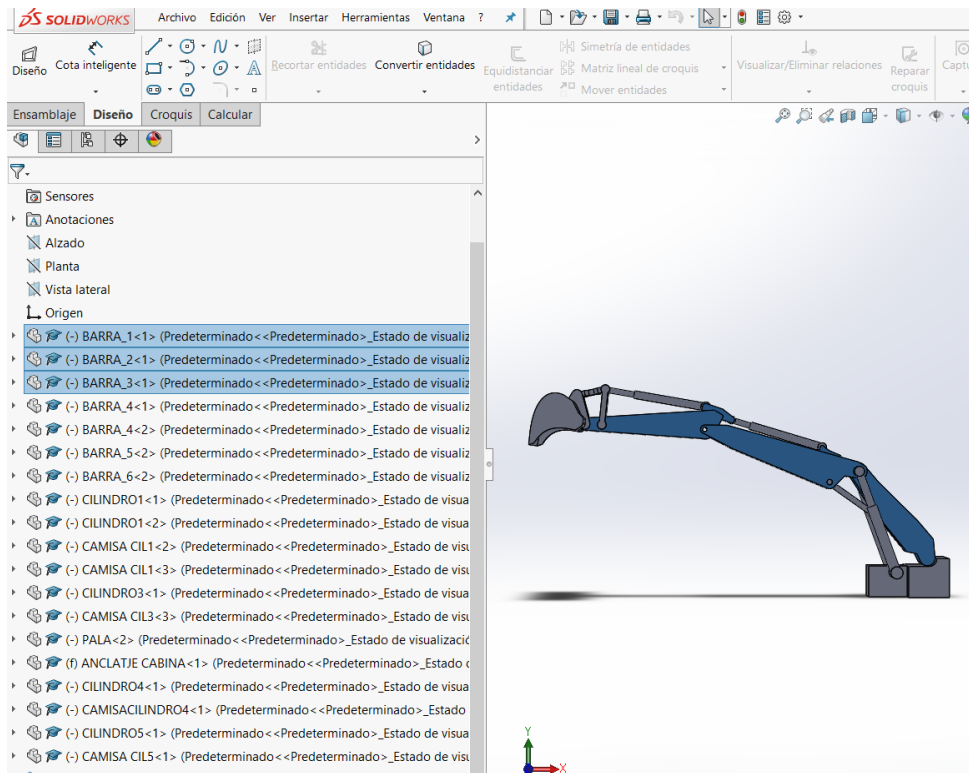 SOLIDWORKS Archivo Edición Ver Insertar Herramientas Ventana ?
Diseño Cota inteligente Recortar entidades Convertir entidades Equidistanciar entidades Simetría de entidades Visualizar/Eliminar relaciones Reparar croquis Captu
Matriz lineal de croquis
Mover entidades
Ensamblaje Diseño Croquis Calcular
Sensores
Anotaciones
Alzado
Planta
Vista lateral
Origen
(-) BARRA_1<1> (Predeterminado<<Predeterminado>_Estado de visualiz
(-) BARRA_2<1> (Predeterminado<<Predeterminado>_Estado de visualiz
(-) BARRA_3<1> (Predeterminado<<Predeterminado>_Estado de visualiz
(-) BARRA_4<1> (Predeterminado<<Predeterminado>_Estado de visualiz
(-) BARRA_4<2> (Predeterminado<<Predeterminado>_Estado de visualiz
(-) BARRA_5<2> (Predeterminado<<Predeterminado>_Estado de visualiz
(-) BARRA_6<2> (Predeterminado<<Predeterminado>_Estado de visualiz
(-) CILINDRO1<1> (Predeterminado<<Predeterminado>_Estado de visua
(-) CILINDRO1<2> (Predeterminado<<Predeterminado>_Estado de visua
(-) CAMISA CIL1<2> (Predeterminado<<Predeterminado>_Estado de visu
(-) CAMISA CIL1<3> (Predeterminado<<Predeterminado>_Estado de visu
(-) CILINDRO3<1> (Predeterminado<<Predeterminado>_Estado de visua
(-) CAMISA CIL3<3> (Predeterminado<<Predeterminado>_Estado de visu
(-) PALA<2> (Predeterminado<<Predeterminado>_Estado de visualizació
(f) ANCLATJE CABINA<1> (Predeterminado<<Predeterminado>_Estado d
(-) CILINDRO4<1> (Predeterminado<<Predeterminado>_Estado de visua
(-) CAMISACILINDRO4<1> (Predeterminado<<Predeterminado>_Estado
(-) CILINDRO5<1> (Predeterminado<<Predeterminado>_Estado de visua
(-) CAMISA CIL5<1> (Predeterminado<<Predeterminado>_Estado de visu
Y
X